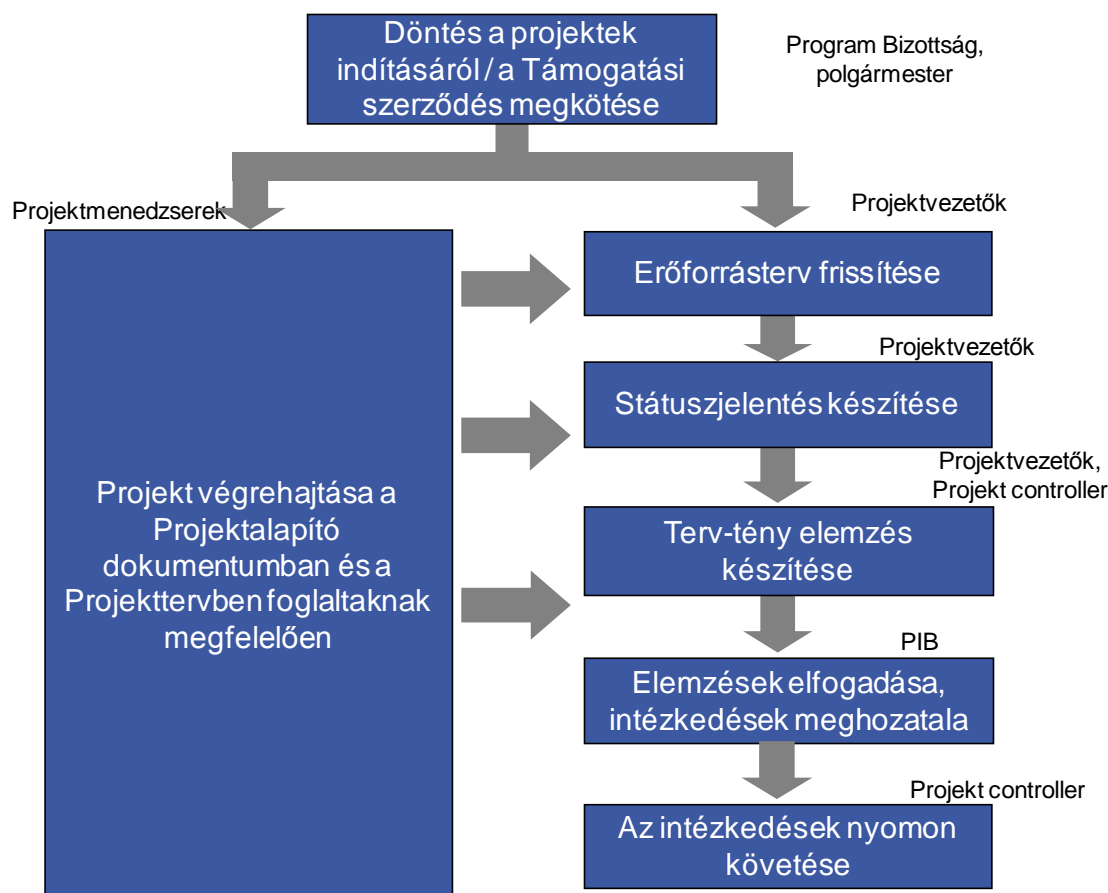 Döntés a projektek
indításáról / a Támogatási
szerződés megkötése
Program Bizottság,
polgármester
Projektmenedzserek
Projektvezetők
Projekt végrehajtása a
Projektalapító
dokumentumban és a
Projekttervben foglaltaknak
megfelelően
Erőforrásterv frissítése
Projektvezetők
Státuszjelentés készítése
Projektvezetők,
Projekt controller
Terv-tény elemzés
készítése
PIB
Elemzések elfogadása,
intézkedések meghozatala
Projekt controller
Az intézkedések nyomon
követése